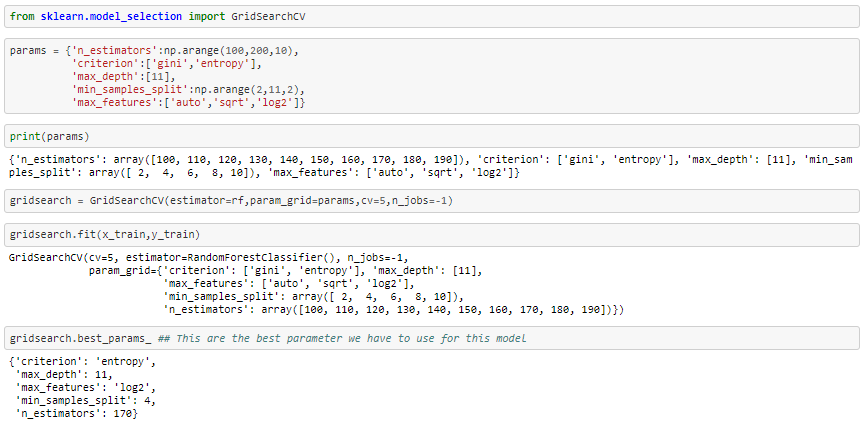 from sklearn.model_selection import GridSearchCV
params = {'n_estimators':np.arange(100,200,10),
          'criterion':['gini','entropy'],
          'max_depth':[11],
          'min_samples_split':np.arange(2,11,2),
          'max_features':['auto','sqrt','log2']}
print(params)
{'n_estimators': array([100, 110, 120, 130, 140, 150, 160, 170, 180, 190]), 'criterion': ['gini', 'entropy'], 'max_depth': [11], 'min_sam
ples_split': array([ 2,  4,  6,  8, 10]), 'max_features': ['auto', 'sqrt', 'log2']}
gridsearch = GridSearchCV(estimator=rf,param_grid=params,cv=5,n_jobs=-1)
gridsearch.fit(x_train,y_train)
GridSearchCV(cv=5, estimator=RandomForestClassifier(), n_jobs=-1,
             param_grid={'criterion': ['gini', 'entropy'], 'max_depth': [11],
                         'max_features': ['auto', 'sqrt', 'log2'],
                         'min_samples_split': array([ 2,  4,  6,  8, 10]),
                         'n_estimators': array([100, 110, 120, 130, 140, 150, 160, 170, 180, 190])})
gridsearch.best_params_ ## This are the best parameter we have to use for this model
{'criterion': 'entropy',
 'max_depth': 11,
 'max_features': 'log2',
 'min_samples_split': 4,
 'n_estimators': 170}